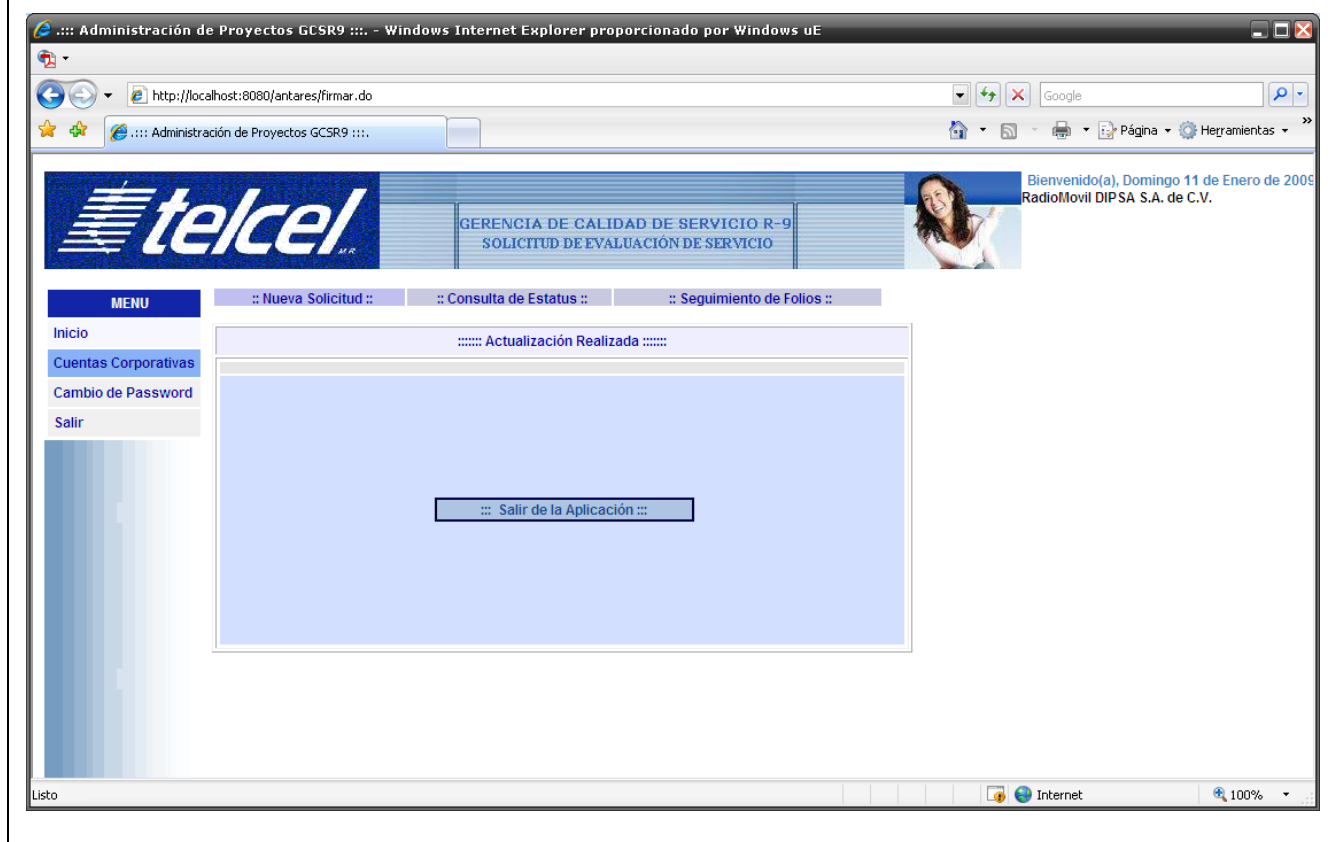 .::: Administración de Proyectos GCSR9 :::. - Windows Internet Explorer proporcionado por Windows uE
http://localhost:8080/antares/firmar.do
Google
.::: Administración de Proyectos GCSR9 :::.
Página
Herramientas
»
telcel M.R.
GERENCIA DE CALIDAD DE SERVICIO R-9
SOLICITUD DE EVALUACIÓN DE SERVICIO
Bienvenido(a), Domingo 11 de Enero de 2009
RadioMovil DIPSA S.A. de C.V.
MENU
:: Nueva Solicitud ::
:: Consulta de Estatus ::
:: Seguimiento de Folios ::
Inicio
Cuentas Corporativas
Cambio de Password
Salir
::::::: Actualización Realizada :::::::
::: Salir de la Aplicación :::
Listo
Internet
100%